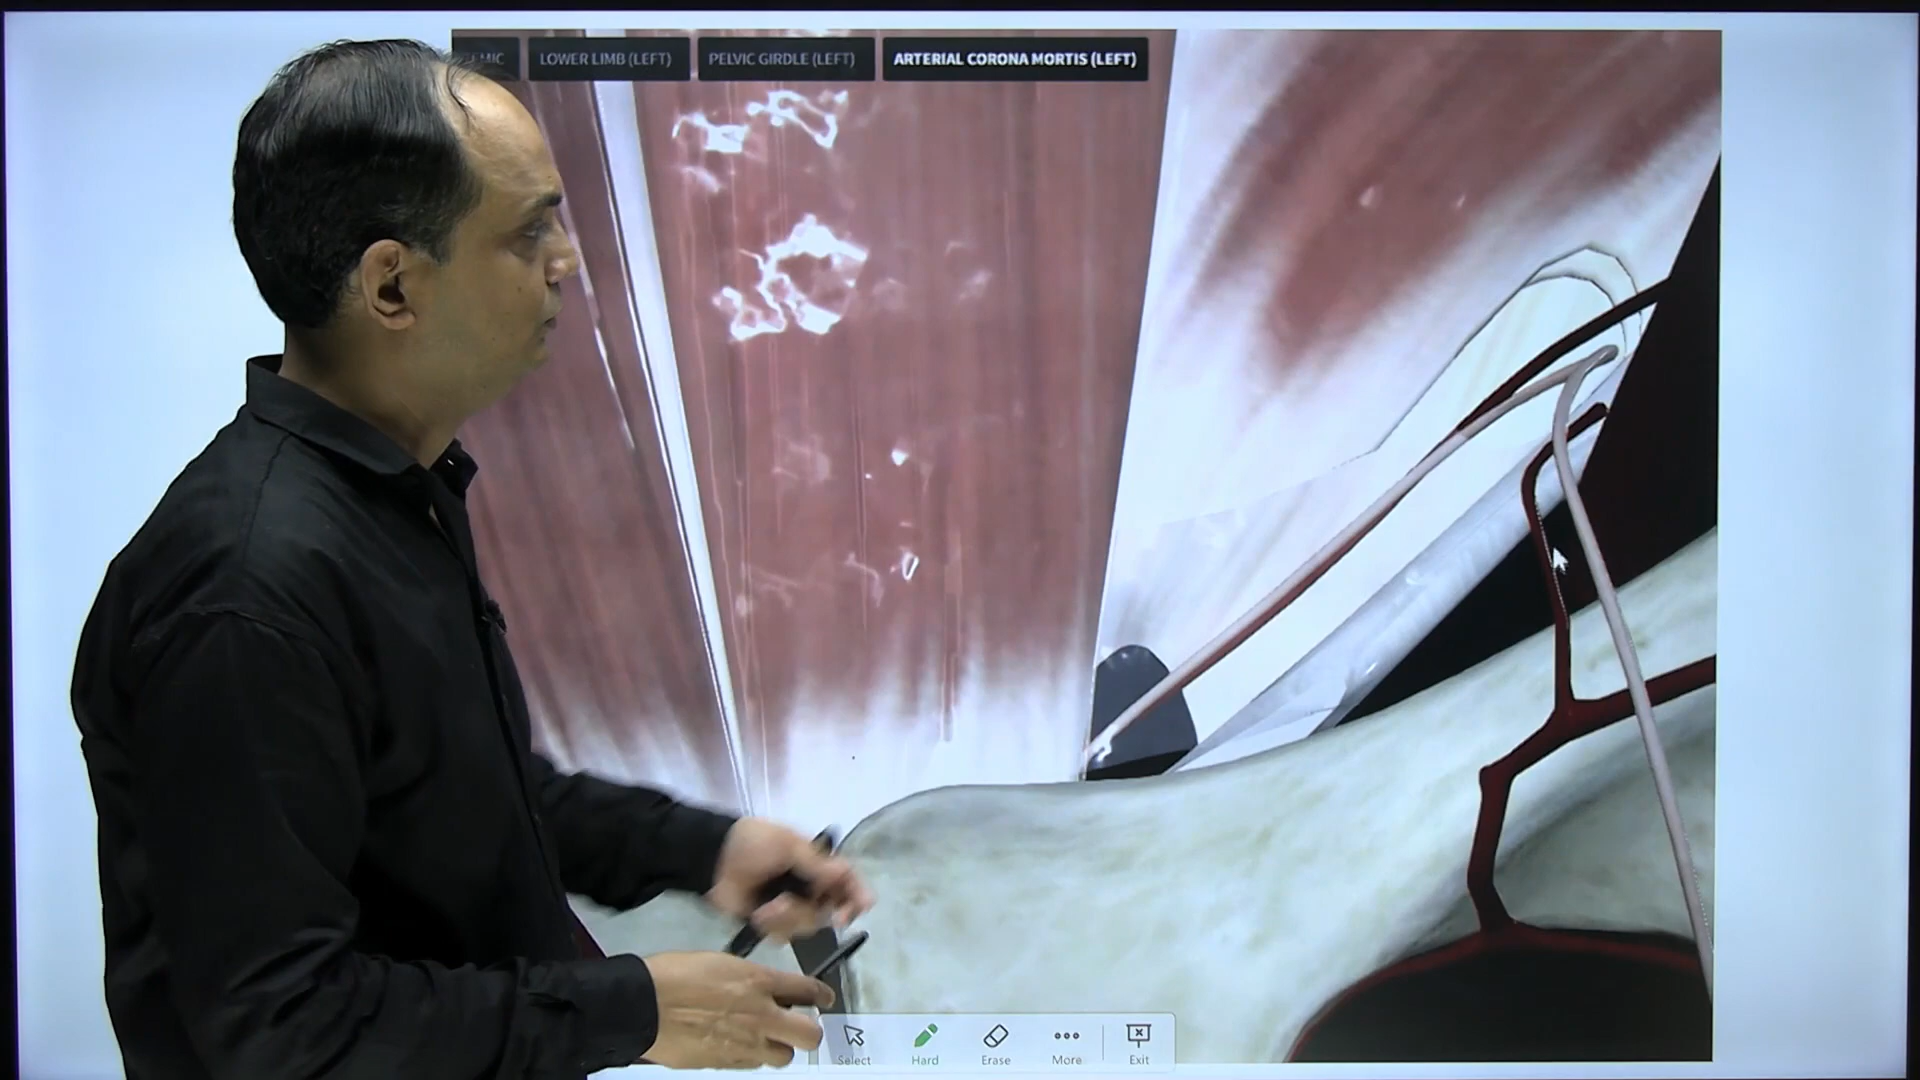 LOWER LIMB (LEFT)
PELVIC GIRDLE (LEFT)
ARTERIAL CORONA MORTIS (LEFT)
Select
Hard
Erase
More
Exit